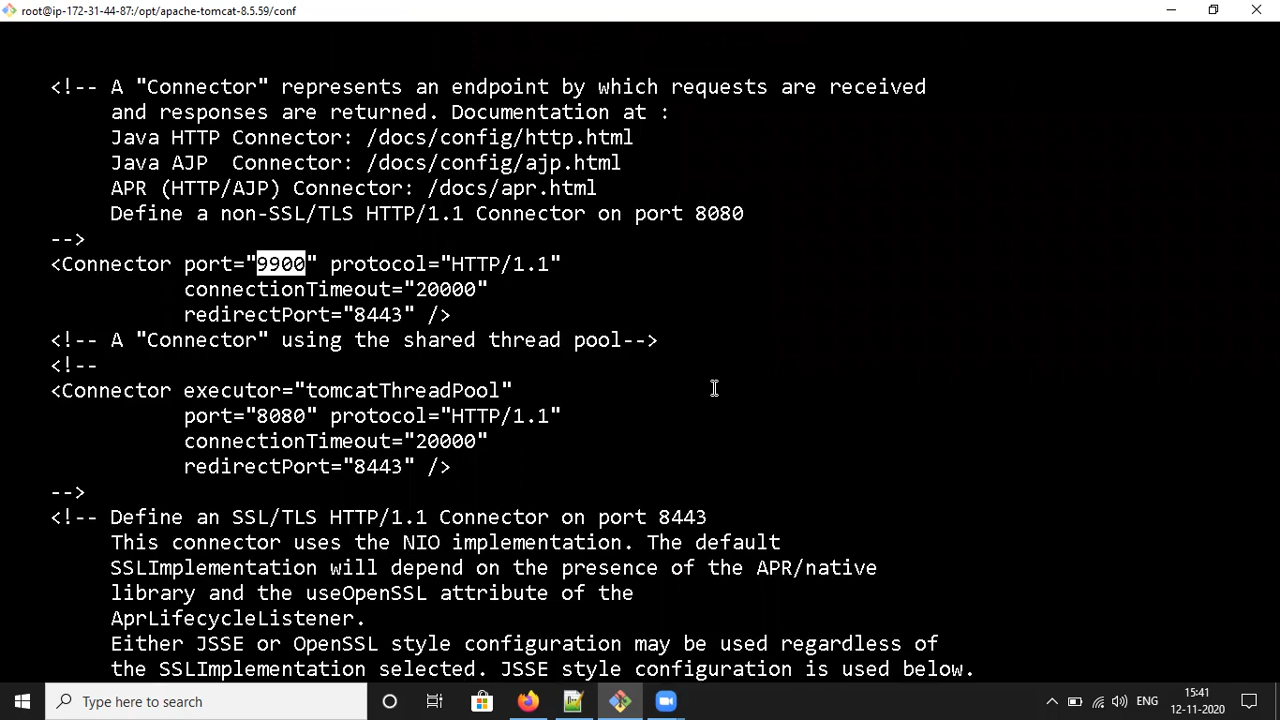 root@ip-172-31-44-87:/opt/apache-tomcat-8.5.59/conf
<!-- A "Connector" represents an endpoint by which requests are received
and responses are returned. Documentation at :
Java HTTP Connector: /docs/config/http.html
Java AJP  Connector: /docs/config/ajp.html
APR (HTTP/AJP) Connector: /docs/apr.html
Define a non-SSL/TLS HTTP/1.1 Connector on port 8080
-->
<Connector port="9900" protocol="HTTP/1.1"
connectionTimeout="20000"
redirectPort="8443" />
<!-- A "Connector" using the shared thread pool-->
<!--
<Connector executor="tomcatThreadPool"
port="8080" protocol="HTTP/1.1"
connectionTimeout="20000"
redirectPort="8443" />
-->
<!-- Define an SSL/TLS HTTP/1.1 Connector on port 8443
This connector uses the NIO implementation. The default
SSLImplementation will depend on the presence of the APR/native
library and the useOpenSSL attribute of the
AprLifecycleListener.
Either JSSE or OpenSSL style configuration may be used regardless of
the SSLImplementation selected. JSSE style configuration is used below.
Type here to search
ENG
15:41
12-11-2020